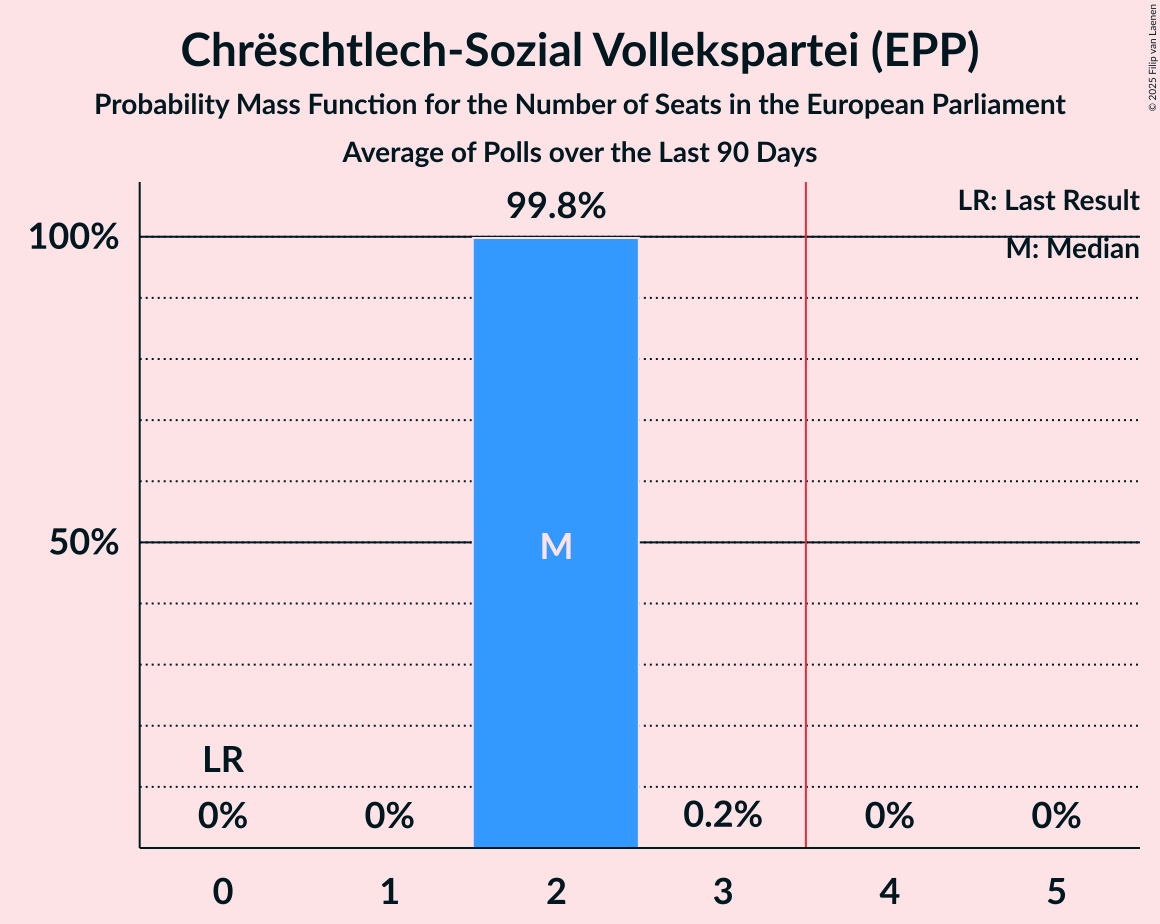 Chrëschtlech-Sozial Vollekspartei (EPP)
Probability Mass Function for the Number of Seats in the European Parliament
Average of Polls over the Last 90 Days
© 2025 Filip van Laenen
LR: Last Result
M: Median
99.8%
100%
50%
M
LR
0%
0%
0.2%
0%
0%
0
1
2
3
4
5